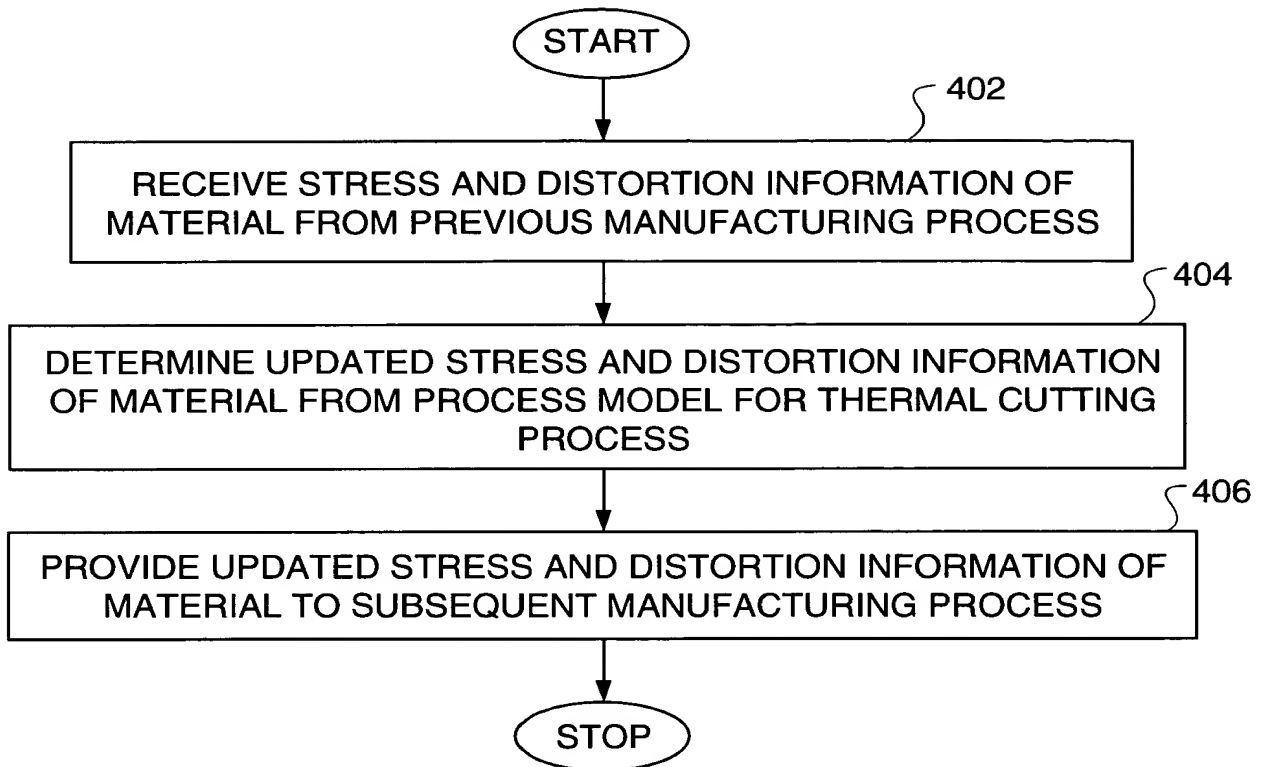 START
402
RECEIVE STRESS AND DISTORTION INFORMATION OF
MATERIAL FROM PREVIOUS MANUFACTURING PROCESS
404
DETERMINE UPDATED STRESS AND DISTORTION INFORMATION
OF MATERIAL FROM PROCESS MODEL FOR THERMAL CUTTING
PROCESS
406
PROVIDE UPDATED STRESS AND DISTORTION INFORMATION OF
MATERIAL TO SUBSEQUENT MANUFACTURING PROCESS
STOP